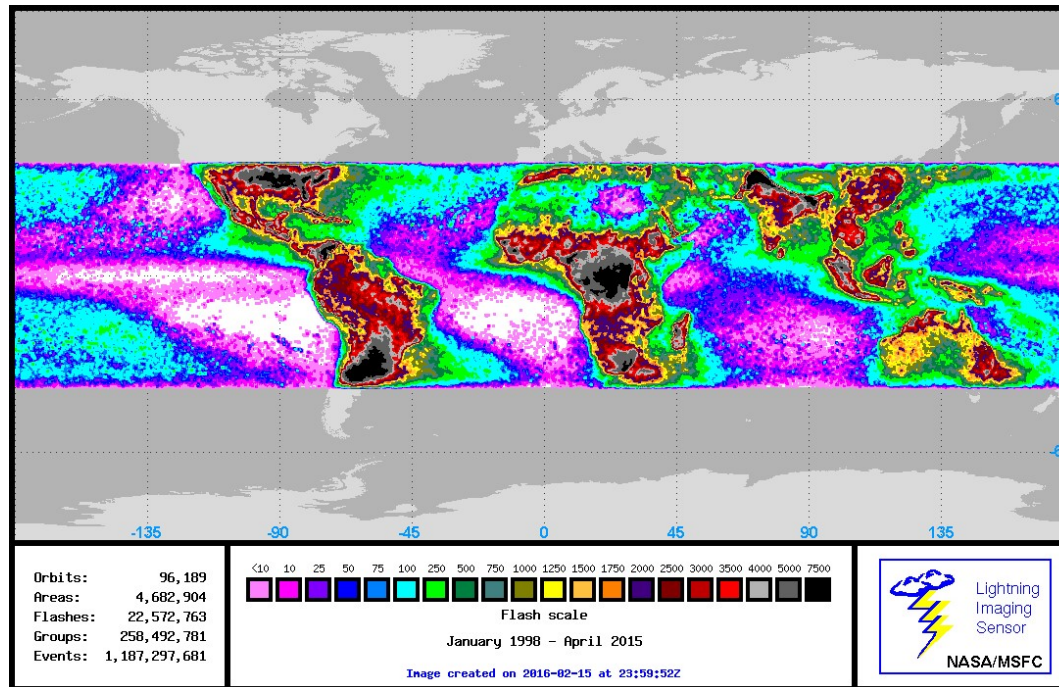 6
-6
-135 -90 -45 0 45 90 135
Orbits: 96,189
Areas: 4,682,904
Flashes: 22,572,763
Groups: 258,492,781
Events: 1,187,297,681
<10 10 25 50 75 100 250 500 750 1000 1250 1500 1750 2000 2500 3000 3500 4000 5000 7500
Flash scale
January 1998 - April 2015
Image created on 2016-02-15 at 23:59:52Z
Lightning
Imaging
Sensor
NASA/MSFC